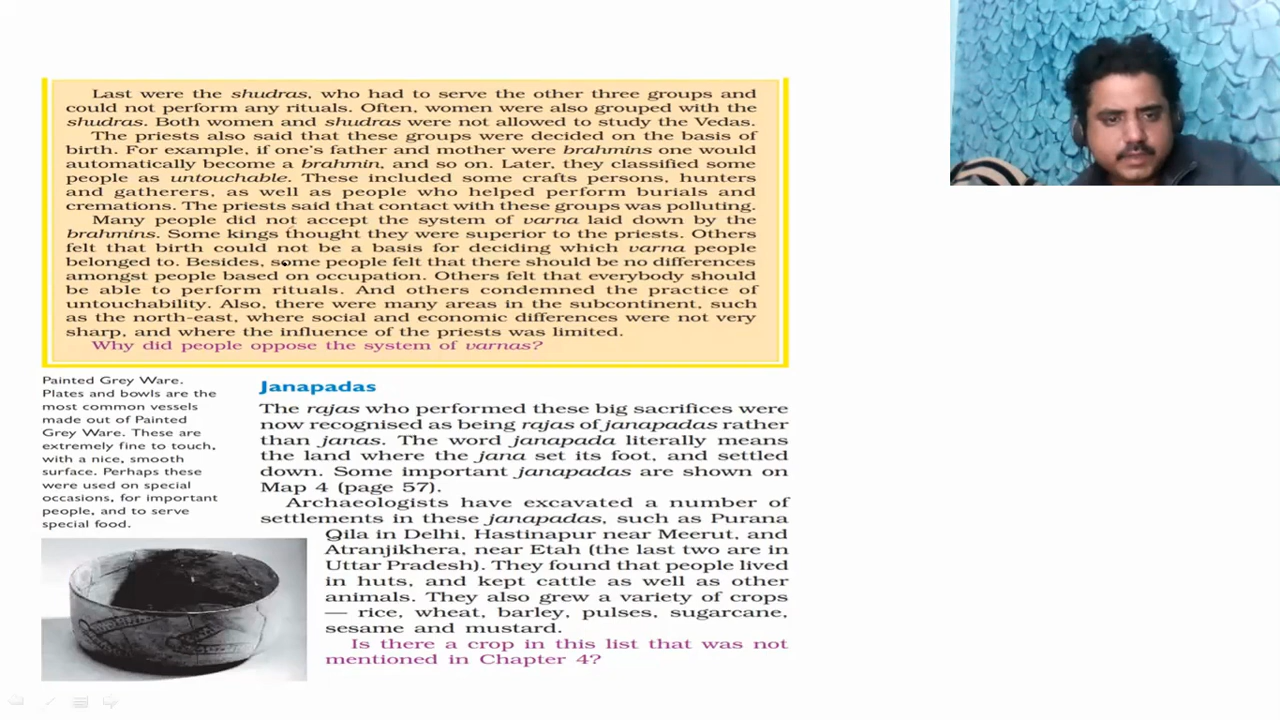 Last were the shudras, who had to serve the other three groups and
could not perform any rituals. Often, women were also grouped with the
shudras. Both women and shudras were not allowed to study the Vedas.
The priests also said that these groups were decided on the basis of
birth. For example, if one's father and mother were brahmins one would
automatically become a brahmin, and so on. Later, they classified some
people as untouchable. These included some crafts persons, hunters
and gatherers, as well as people who helped perform burials and
cremations. The priests said that contact with these groups was polluting.
Many people did not accept the system of varna laid down by the
brahmins. Some kings thought they were superior to the priests. Others
felt that birth could not be a basis for deciding which varna people
belonged to. Besides, some people felt that there should be no differences
amongst people based on occupation. Others felt that everybody should
be able to perform rituals. And others condemned the practice of
untouchability. Also, there were many areas in the subcontinent, such
as the north-east, where social and economic differences were not very
sharp, and where the influence of the priests was limited.
Why did people oppose the system of varnas?
Painted Grey Ware.
Plates and bowls are the
most common vessels
made out of Painted
Grey Ware. These are
extremely fine to touch,
with a nice, smooth
surface. Perhaps these
were used on special
occasions, for important
people, and to serve
special food.
Janapadas
The rajas who performed these big sacrifices were
now recognised as being rajas of janapadas rather
than janas. The word janapada literally means
the land where the jana set its foot, and settled
down. Some important janapadas are shown on
Map 4 (page 57).
Archaeologists have excavated a number of
settlements in these janapadas, such as Purana
Qila in Delhi, Hastinapur near Meerut, and
Atranjikhera, near Etah (the last two are in
Uttar Pradesh). They found that people lived
in huts, and kept cattle as well as other
animals. They also grew a variety of crops
— rice, wheat, barley, pulses, sugarcane,
sesame and mustard.
Is there a crop in this list that was not
mentioned in Chapter 4?